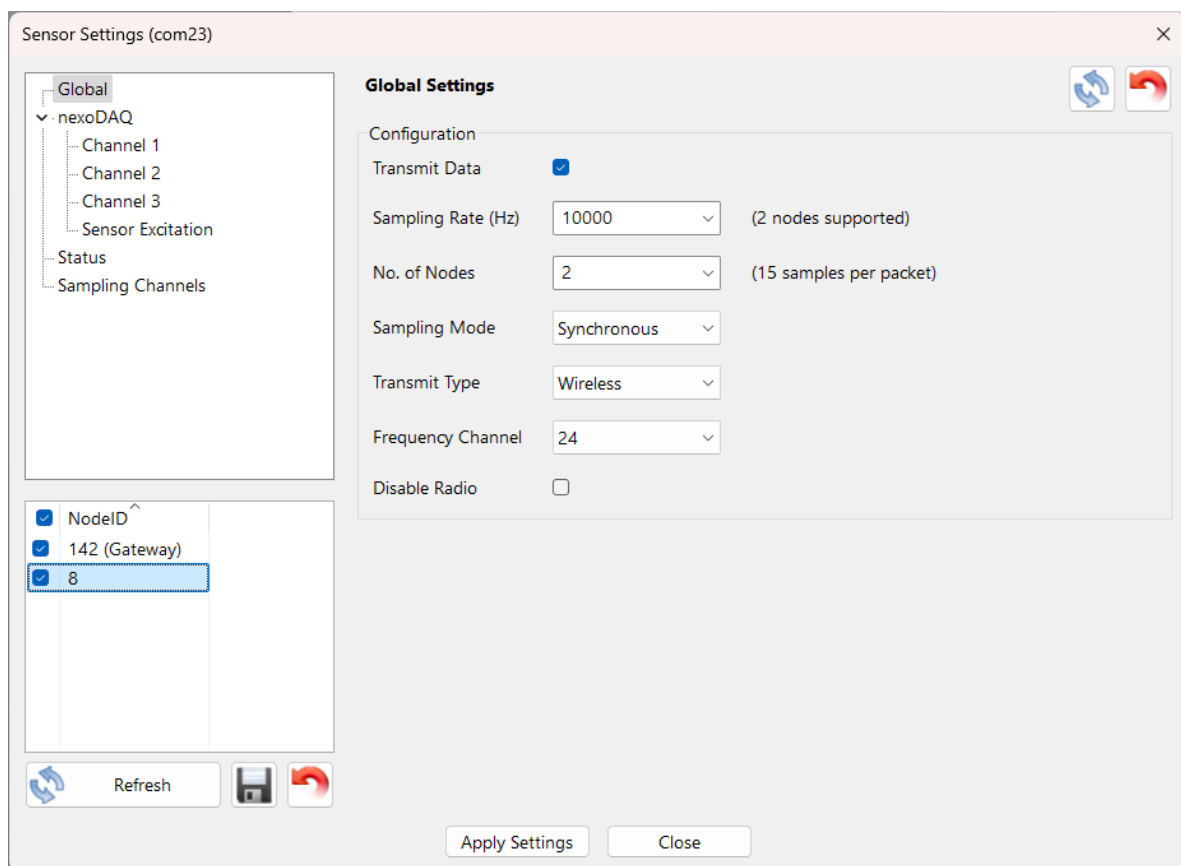 Sensor Settings (com23)
Global
nexoDAQ
Channel 1
Channel 2
Channel 3
Sensor Excitation
Status
Sampling Channels
NodeID
142 (Gateway)
8
Refresh
Global Settings
Configuration
Transmit Data
Sampling Rate (Hz) 10000 (2 nodes supported)
No. of Nodes 2 (15 samples per packet)
Sampling Mode Synchronous
Transmit Type Wireless
Frequency Channel 24
Disable Radio
Apply Settings Close